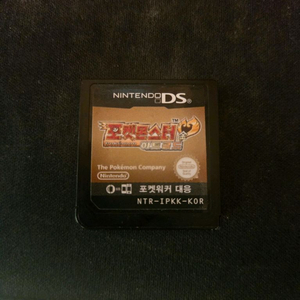 NINTENDO DS
포켓몬스터
The Pokémon Company
Nintendo
포켓워커 대응
NTR-IPKK-KOR